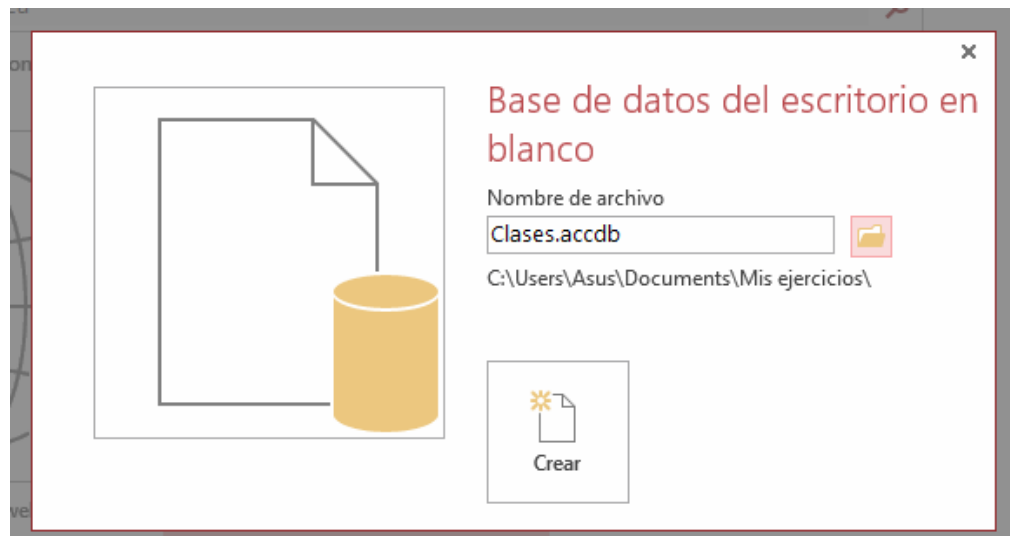 Base de datos del escritorio en
blanco
Nombre de archivo
Clases.accdb
C:\Users\Asus\Documents\Mis ejercicios\
Crear